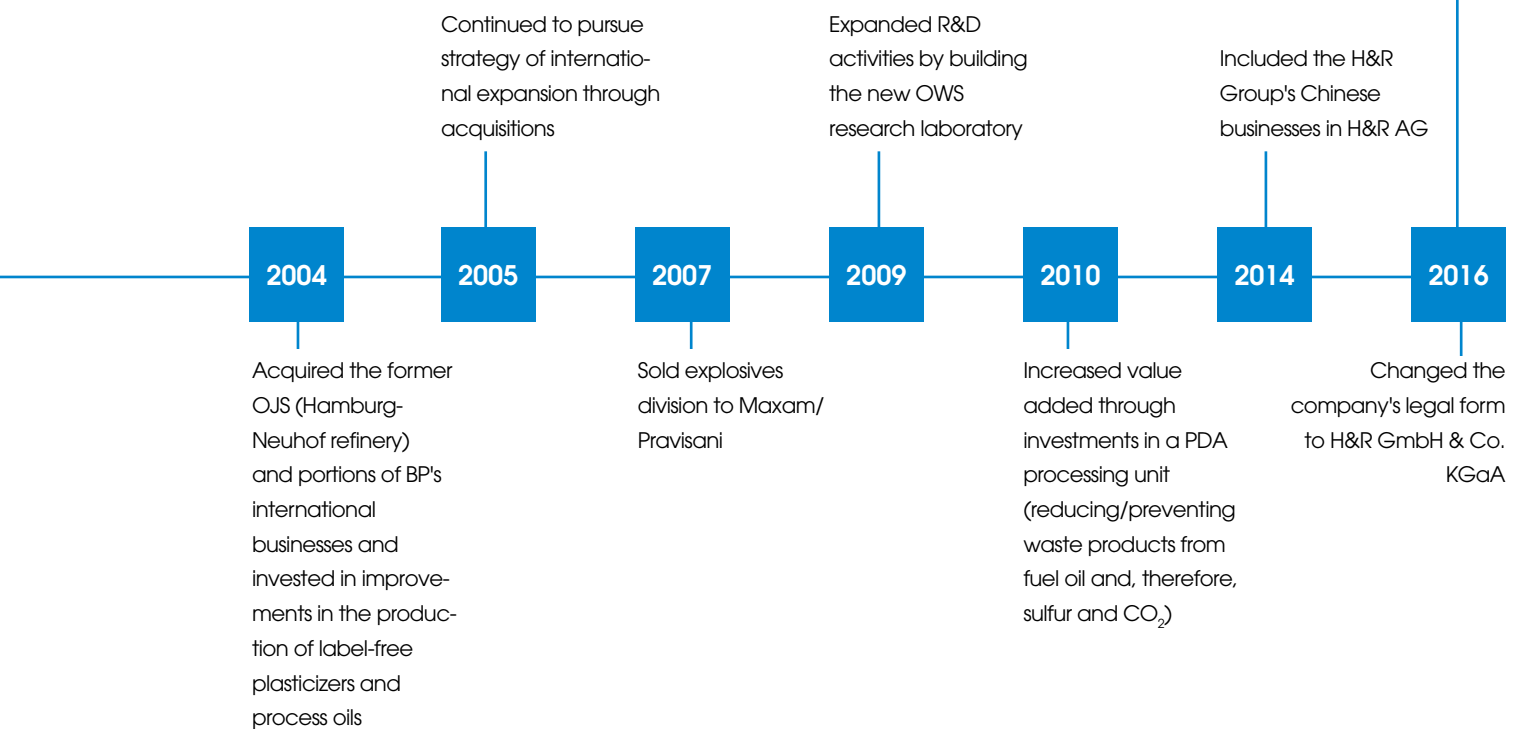 Continued to pursue
strategy of internatio-
nal expansion through
acquisitions
Expanded R&D
activities by building
the new OWS
research laboratory
Included the H&R
Group's Chinese
businesses in H&R AG
2004
2005
2007
2009
2010
2014
2016
Acquired the former
OJS (Hamburg-
Neuhof refinery)
and portions of BP's
international
businesses and
invested in improve-
ments in the produc-
tion of label-free
plasticizers and
process oils
Sold explosives
division to Maxam/
Pravisani
Increased value
added through
investments in a PDA
processing unit
(reducing/preventing
waste products from
fuel oil and, therefore,
sulfur and CO₂)
Changed the
company's legal form
to H&R GmbH & Co.
KGaA